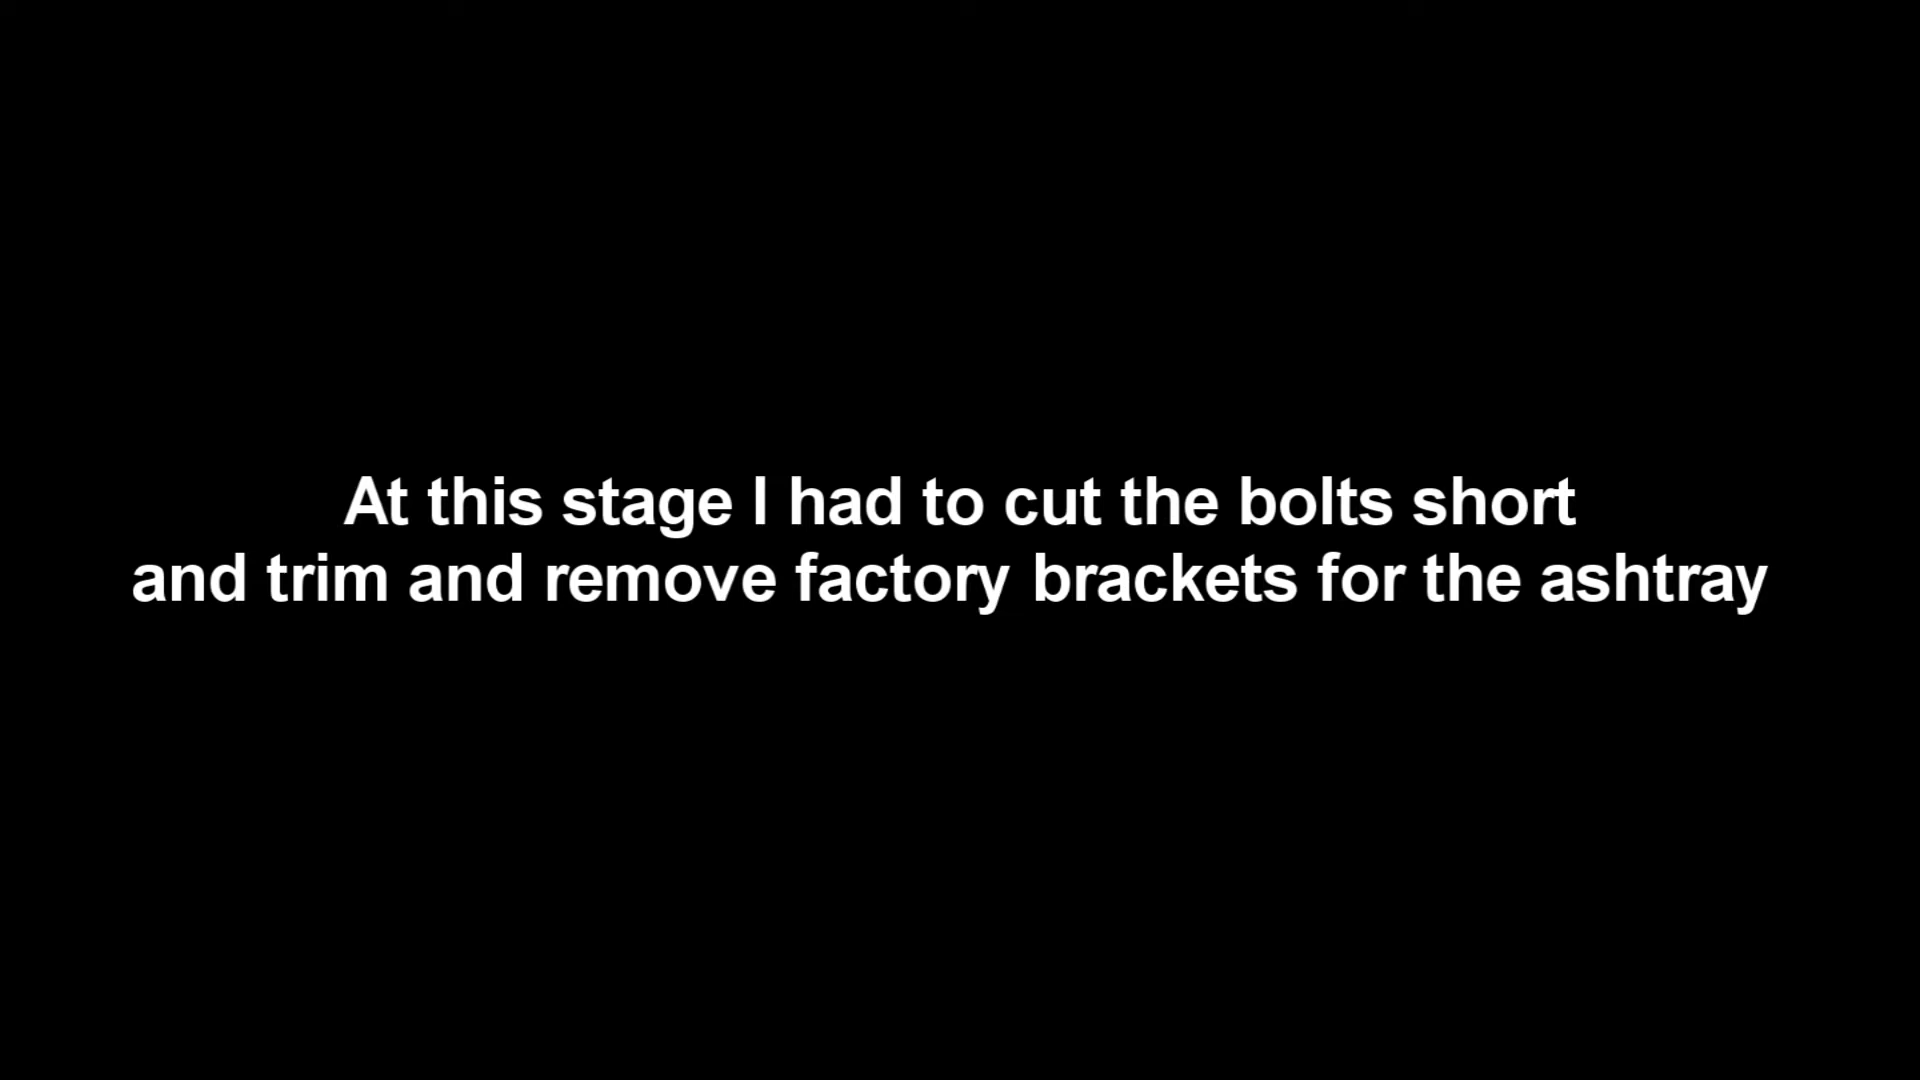 At this stage I had to cut the bolts short
and trim and remove factory brackets for the ashtray